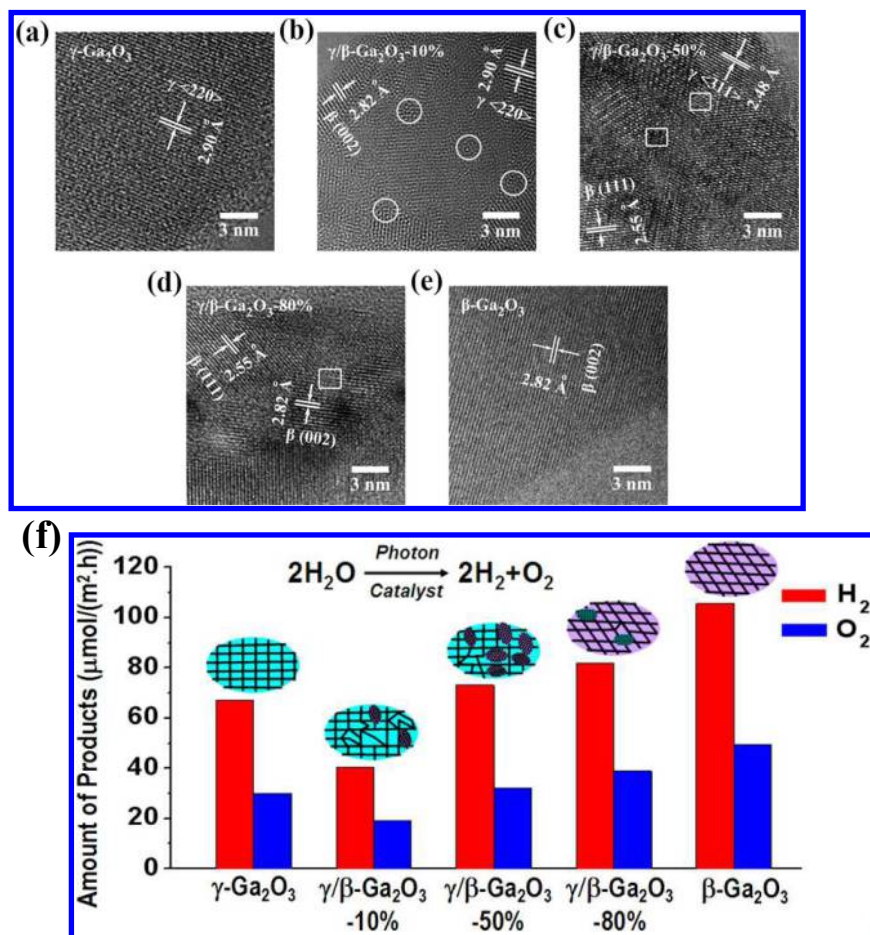 (a)
γ-Ga₂O₃
γ <220>
2.90 Å
3 nm
(b)
γ/β-Ga₂O₃-10%
β (002)
2.82 Å
2.90 Å
γ <220>
3 nm
(c)
γ/β-Ga₂O₃-50%
γ <311>
2.48 Å
β (111)
2.55 Å
3 nm
(d)
γ/β-Ga₂O₃-80%
β (111)
2.55 Å
2.82 Å
β (002)
3 nm
(e)
β-Ga₂O₃
2.82 Å
β (002)
3 nm
(f)
Amount of Products (μmol/(m².h))
120
100
80
60
40
20
0
2H₂O Photon Catalyst 2H₂+O₂
H₂
O₂
γ-Ga₂O₃
γ/β-Ga₂O₃
-10%
γ/β-Ga₂O₃
-50%
γ/β-Ga₂O₃
-80%
β-Ga₂O₃